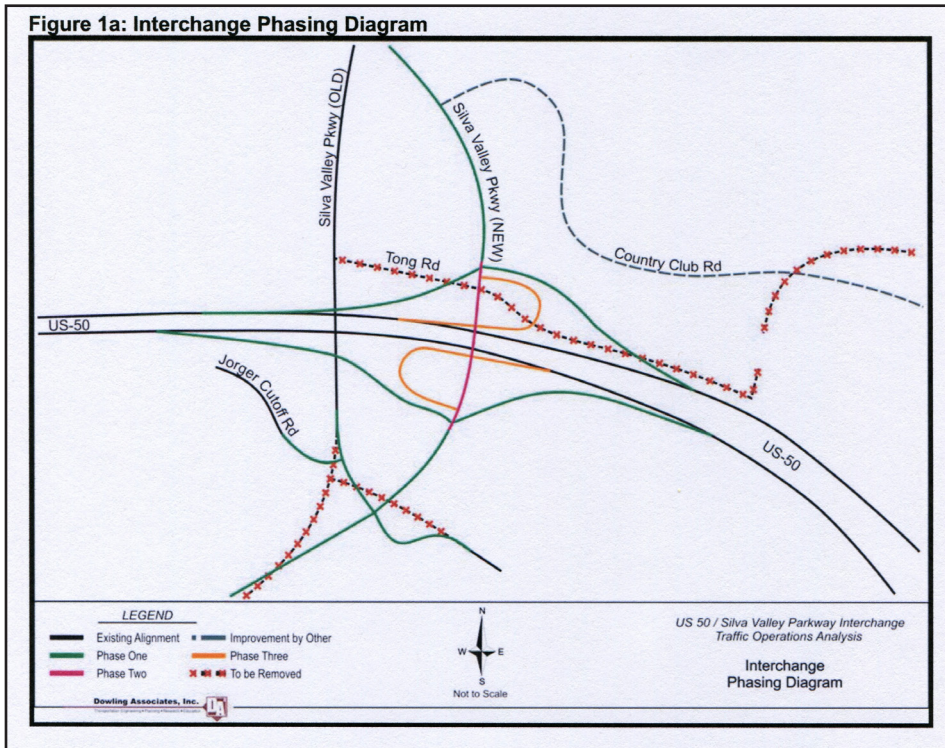 Figure 1a: Interchange Phasing Diagram
Silva Valley Pkwy (OLD)
Silva Valley Pkwy (NEW)
Tong Rd
Country Club Rd
US-50
Jorger Cutoff Rd
US-50
LEGEND
Existing Alignment
Improvement by Other
Phase One
Phase Three
Phase Two
To be Removed
N
W E
S
Not to Scale
US 50 / Silva Valley Parkway Interchange
Traffic Operations Analysis
Interchange
Phasing Diagram
Dowling Associates, Inc.
DA